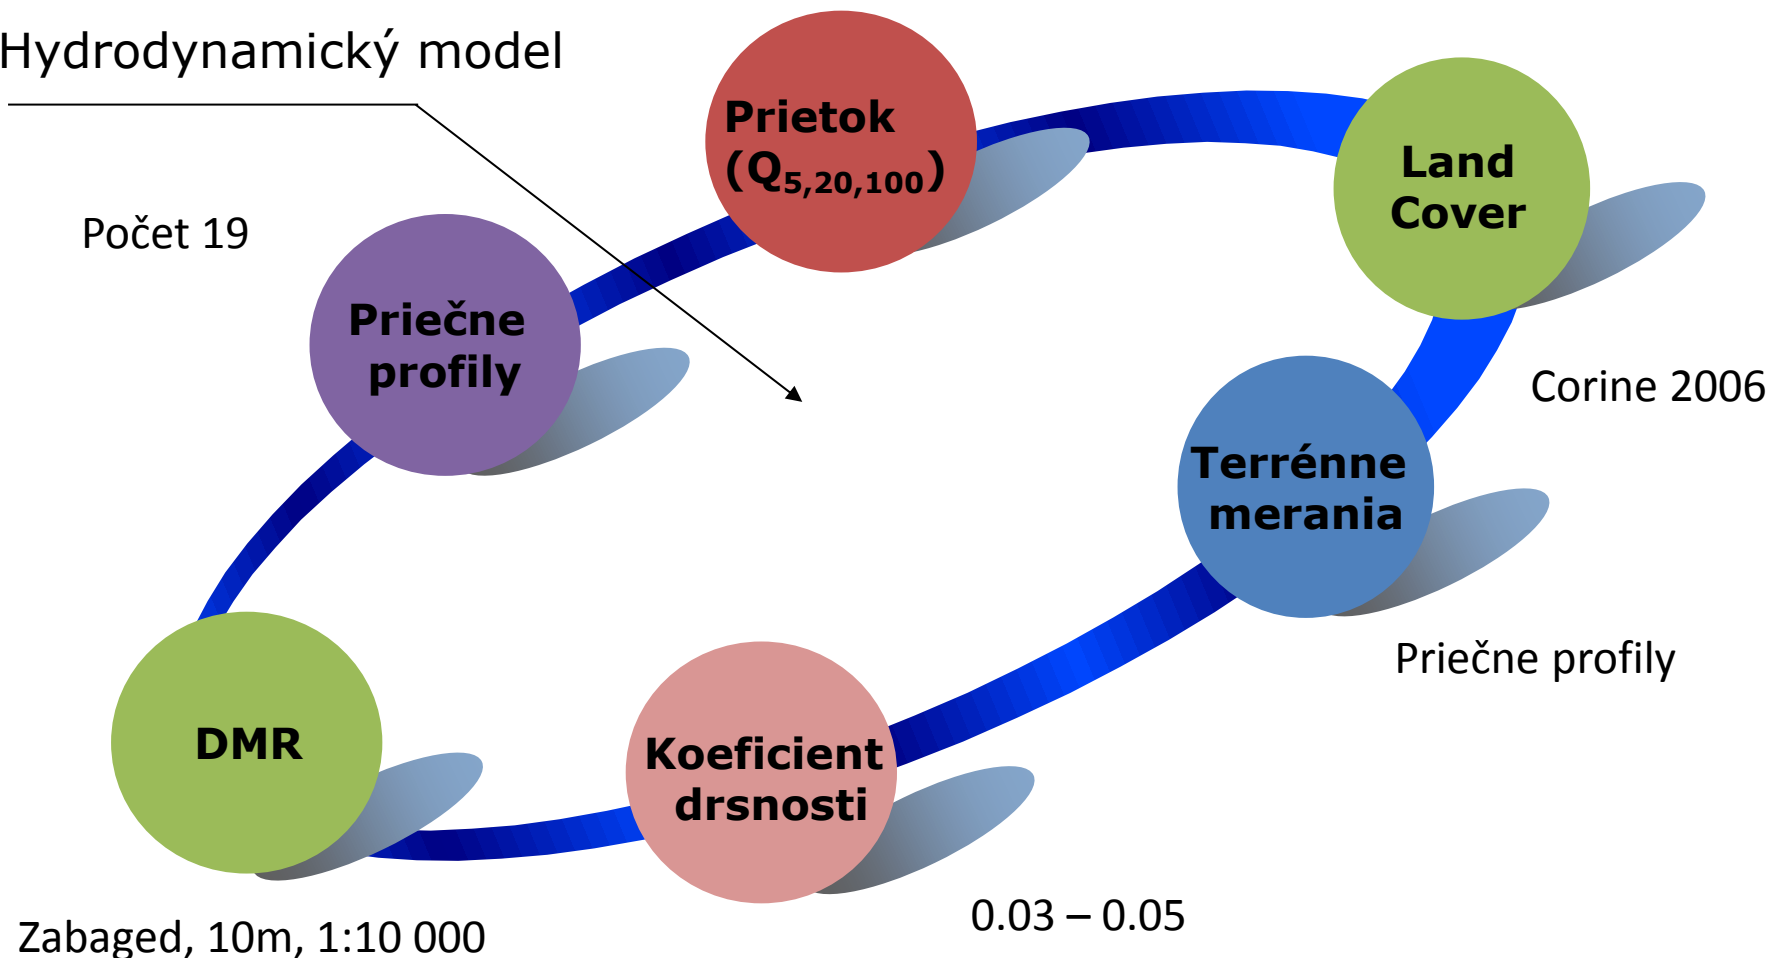 Hydrodynamický model
Prietok
(Q5,20,100)
Land
Cover
Počet 19
Priečne
profily
Corine 2006
Terrénne
merania
Priečne profily
DMR
Koeficient
drsnosti
0.03 – 0.05
Zabaged, 10m, 1:10 000